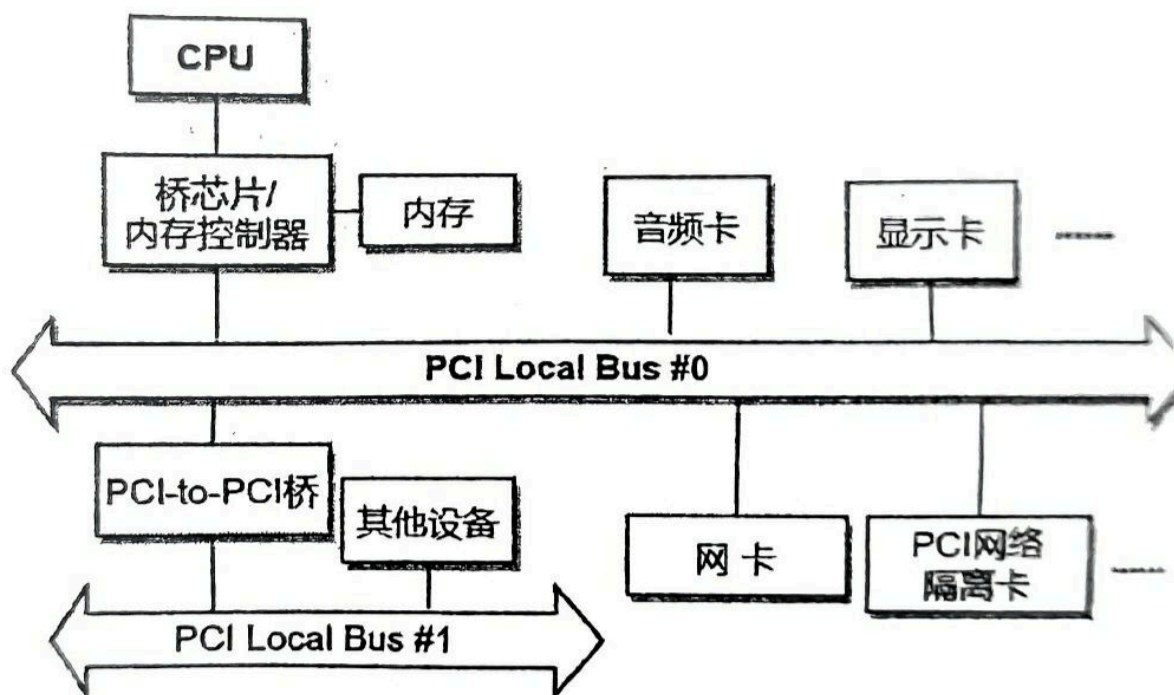 CPU
桥芯片/
内存控制器
内存
音频卡
显示卡
PCI Local Bus #0
PCI-to-PCI桥
其他设备
网卡
PCI网络
隔离卡
PCI Local Bus #1